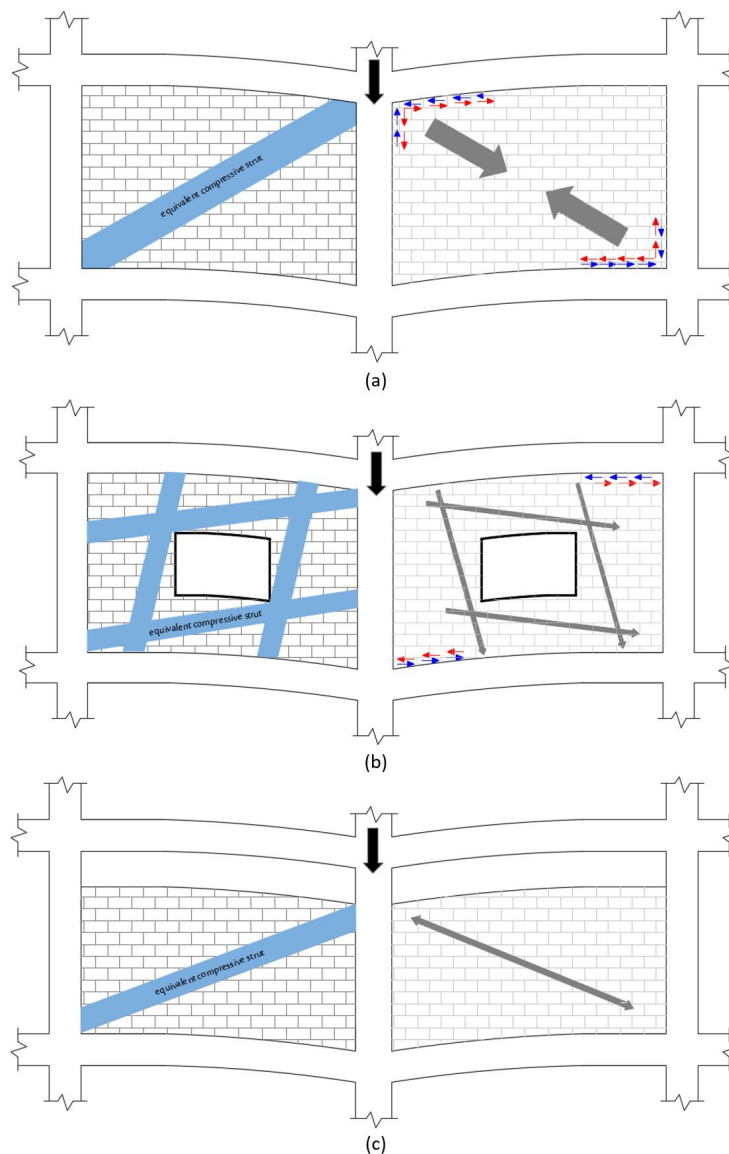 equivalent compressive strut
(a)
equivalent compressive strut
(b)
equivalent compressive strut
(c)